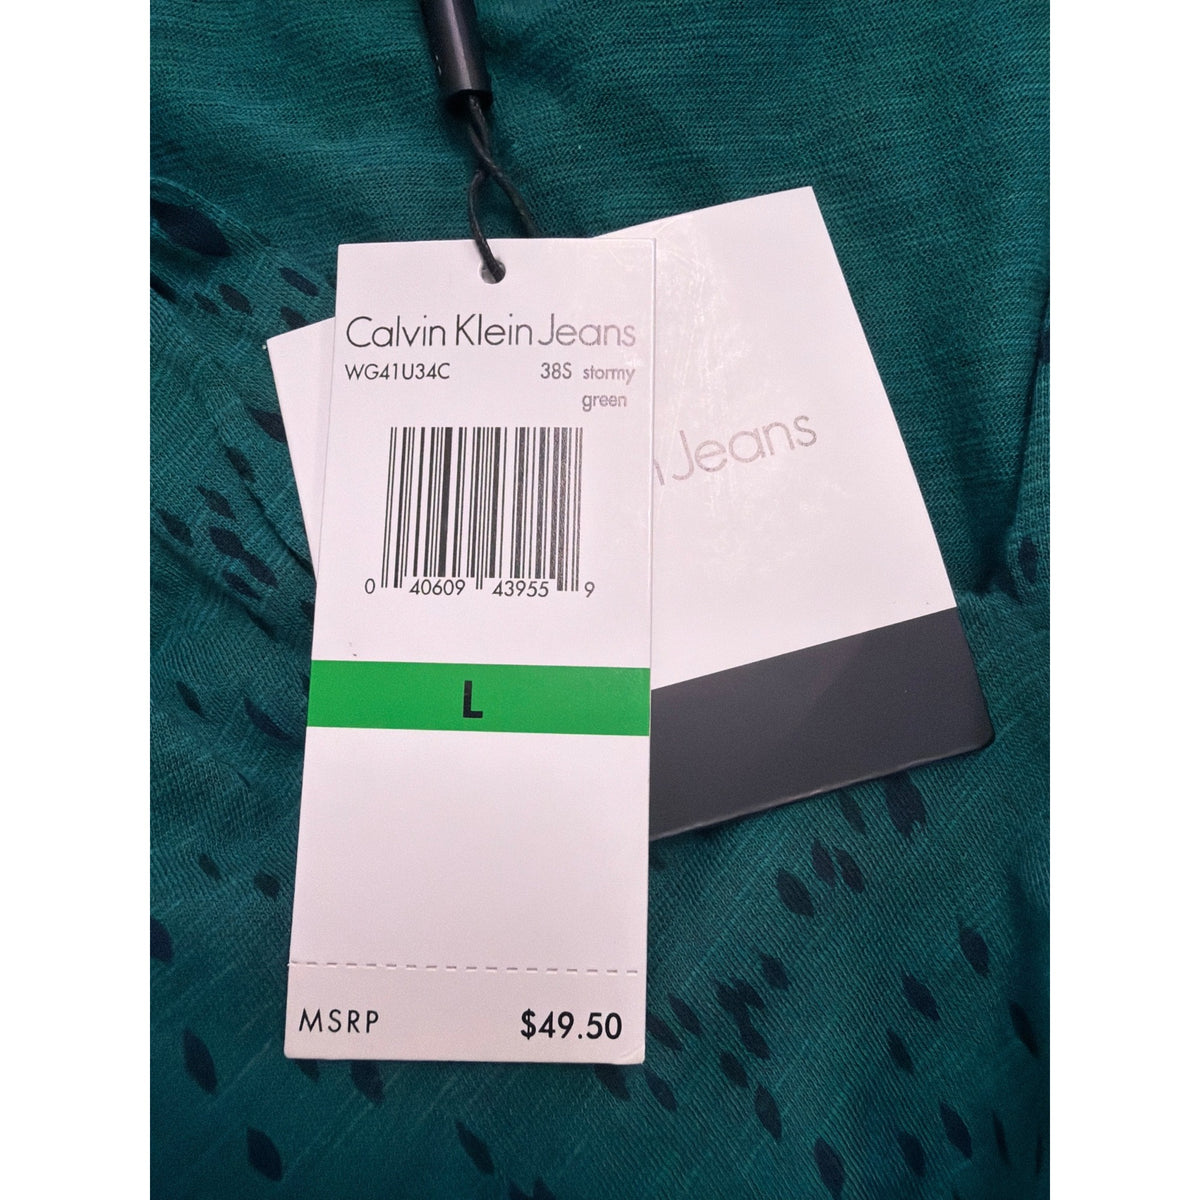 Calvin Klein Jeans
WG41U34C 38S stormy
green
0 40609 43955 9
L
MSRP $49.50
Jeans